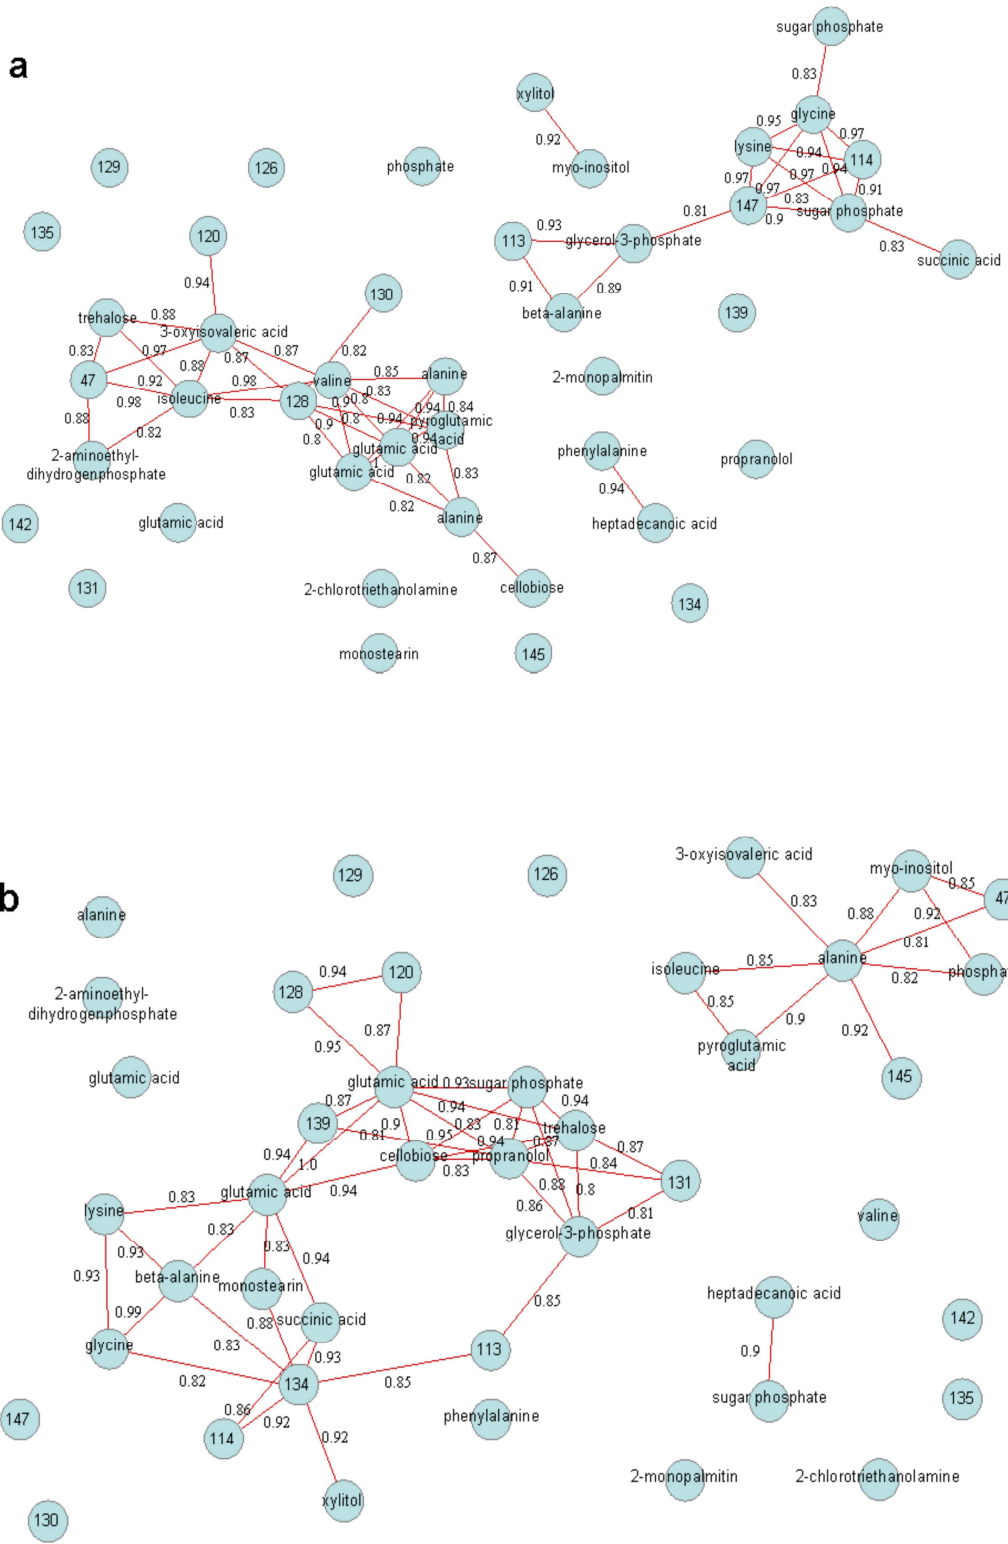 a
sugar phosphate
0.83
xylitol
0.92
myo-inositol
glycine
0.95
0.97
lysine
0.94
114
0.94
0.97
0.97
0.97
0.91
0.83
147
0.9
sugar phosphate
0.81
0.83
succinic acid
129
126
phosphate
135
120
0.94
113
0.93
glycerol-3-phosphate
0.91
0.89
beta-alanine
139
130
trehalose
0.88
3-oxyisovaleric acid
0.83
0.97
0.87
0.87
0.82
0.88
47
0.92
0.98
valine
0.85
alanine
0.98
isoleucine
0.83
128
0.83
0.8
0.94
0.84
0.88
0.82
0.9
0.8
0.94
pyroglutamic
acid
0.8
0.94
glutamic acid
2-aminoethyl-
dihydrogenphosphate
glutamic acid
1
0.82
0.83
0.82
alanine
0.87
cellobiose
2-monopalmitin
phenylalanine
propranolol
0.94
heptadecanoic acid
142
glutamic acid
131
2-chlorotriethanolamine
134
monostearin
145
b
3-oxyisovaleric acid
myo-inositol
0.85
47
0.83
0.88
0.92
0.81
129
126
alanine
isoleucine
0.85
alanine
0.82
phospha
0.85
0.9
0.92
pyroglutamic
acid
145
2-aminoethyl-
dihydrogenphosphate
128
0.94
120
0.87
0.95
glutamic acid
glutamic acid
0.93
sugar phosphate
0.87
0.94
0.94
139
0.9
0.83
0.81
trehalose
0.81
0.95
0.94
0.87
0.87
0.94
1.0
cellobiose
0.83
propranolol
0.84
glutamic acid
0.94
0.88
0.8
131
lysine
0.83
0.86
0.81
glycerol-3-phosphate
0.93
0.83
0.83
0.94
0.93
beta-alanine
monostearin
0.85
0.99
0.88
succinic acid
glycine
0.83
0.93
113
0.82
134
0.85
0.86
0.92
114
0.92
phenylalanine
147
xylitol
130
valine
heptadecanoic acid
142
0.9
sugar phosphate
135
2-monopalmitin
2-chlorotriethanolamine